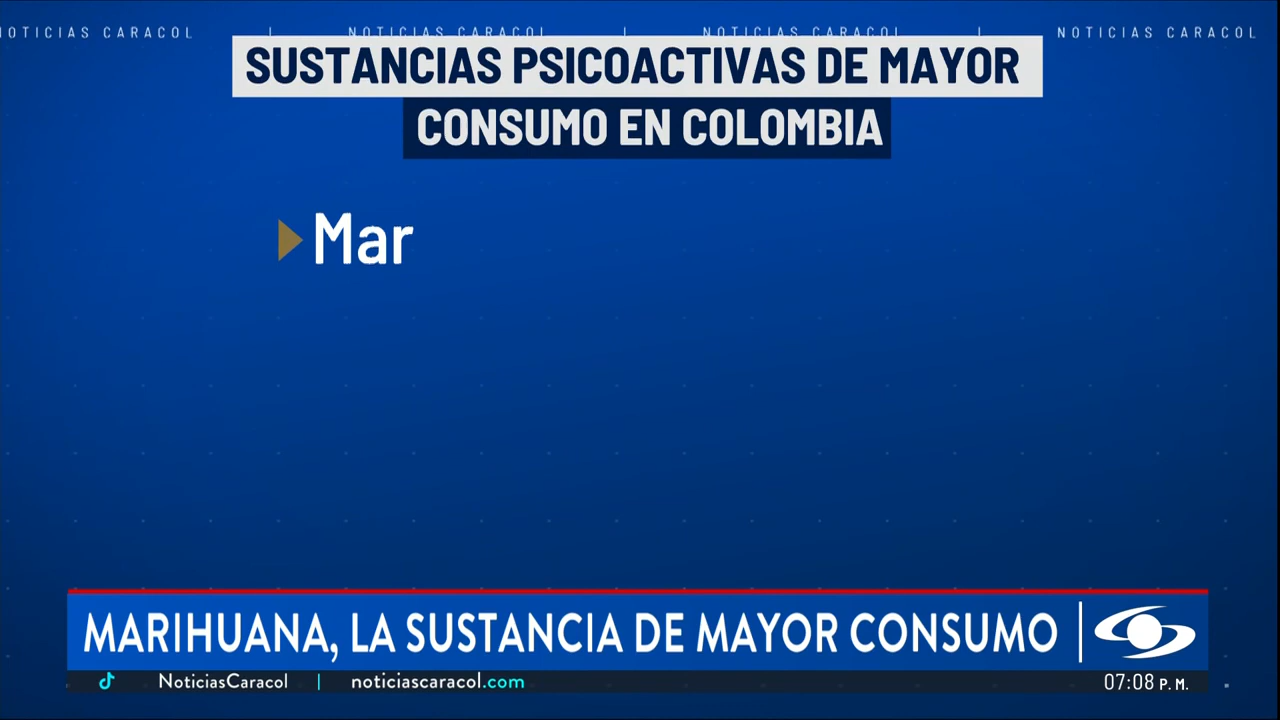 OTICIAS CARACOL | NOTICIAS CARACOL | NOTICIAS CARACOL | NOTICIAS CARACOL
SUSTANCIAS PSICOACTIVAS DE MAYOR
CONSUMO EN COLOMBIA
Mar
MARIHUANA, LA SUSTANCIA DE MAYOR CONSUMO
NoticiasCaracol | noticiascaracol.com 07:08 P. M.